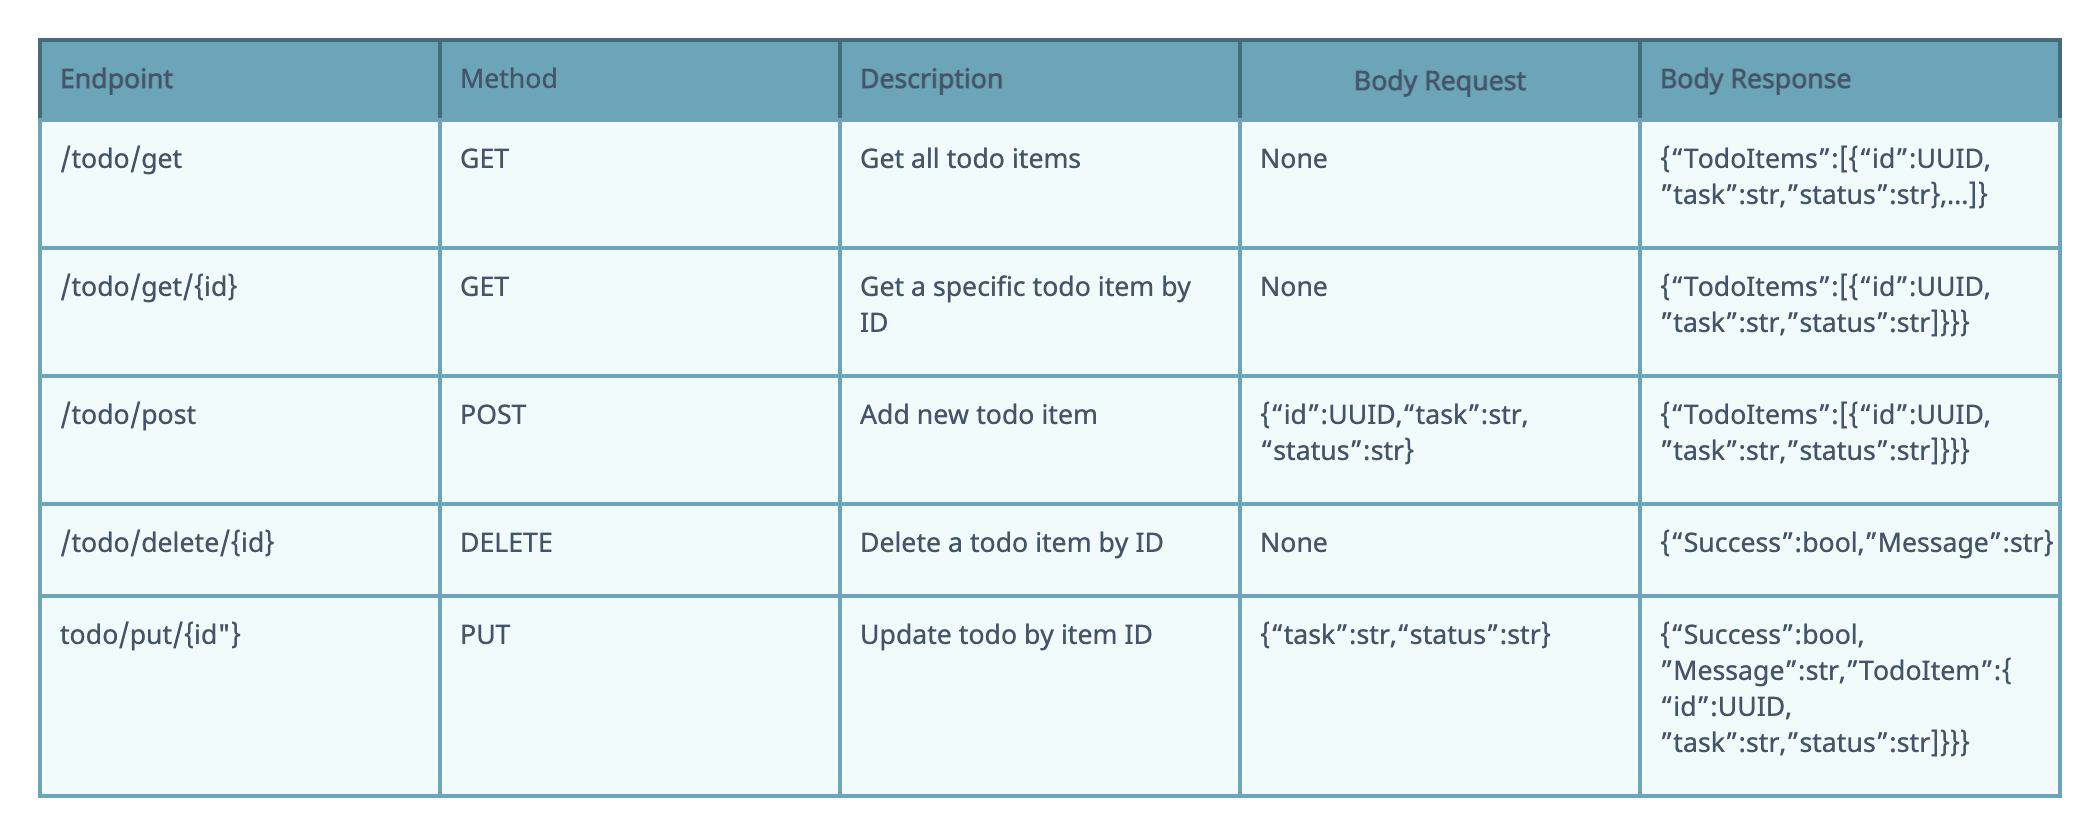 Endpoint
Method
Description
Body Request
Body Response
/todo/get
GET
Get all todo items
None
{“TodoItems”:[{“id”:UUID,
”task”:str,”status”:str},...]}
/todo/get/{id}
GET
Get a specific todo item by
ID
None
{“TodoItems”:[{“id”:UUID,
”task”:str,”status”:str]}}}
/todo/post
POST
Add new todo item
{“id”:UUID,“task”:str,
“status”:str}
{“TodoItems”:[{“id”:UUID,
”task”:str,”status”:str]}}}
/todo/delete/{id}
DELETE
Delete a todo item by ID
None
{“Success”:bool,”Message”:str}
todo/put/{id"}
PUT
Update todo by item ID
{“task”:str,“status”:str}
{“Success”:bool,
”Message”:str,”TodoItem”:{
“id”:UUID,
”task”:str,”status”:str]}}}